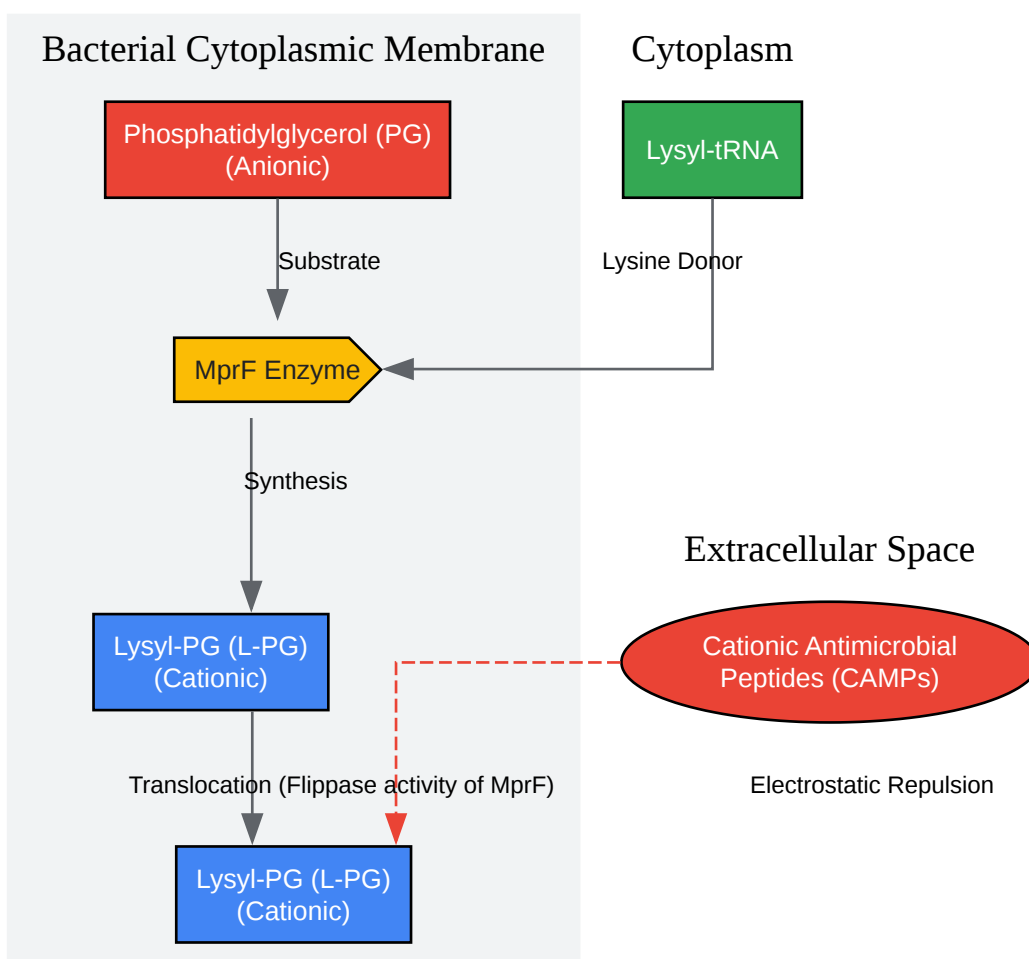 Bacterial Cytoplasmic Membrane
Cytoplasm
Phosphatidylglycerol (PG)
(Anionic)
Lysyl-tRNA
Substrate
Lysine Donor
MprF Enzyme
Synthesis
Extracellular Space
Lysyl-PG (L-PG)
(Cationic)
Cationic Antimicrobial
Peptides (CAMPs)
Translocation (Flippase activity of MprF)
Electrostatic Repulsion
Lysyl-PG (L-PG)
(Cationic)